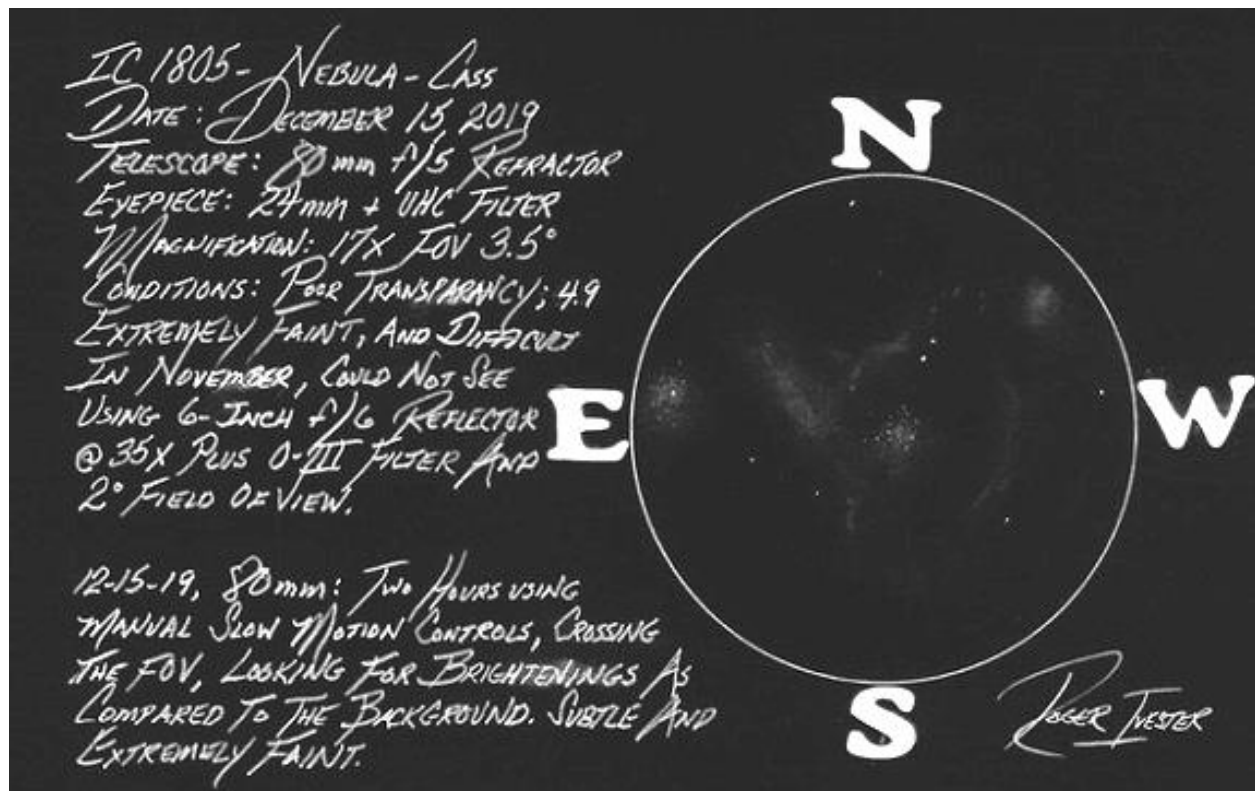 IC 1805 - NEBULA - CASS
DATE: DECEMBER 15, 2019
TELESCOPE: 80mm f/5 REFRACTOR
EYEPIECE: 24mm + UHC FILTER
MAGNIFICATION: 17X FOV 3.5°
CONDITIONS: POOR TRANSPARANCY; 4.9
EXTREMELY FAINT, AND DIFFICULT
IN NOVEMBER, COULD NOT SEE
USING 6-INCH f/6 REFLECTOR
@ 35X PLUS O-III FILTER AND
2° FIELD OF VIEW.
12-15-19, 80mm: TWO HOURS USING
MANUAL SLOW MOTION CONTROLS, CROSSING
THE FOV, LOOKING FOR BRIGHTENINGS AS
COMPARED TO THE BACKGROUND. SUBTLE AND
EXTREMELY FAINT.
N
E
W
S
ROGER IVESTER